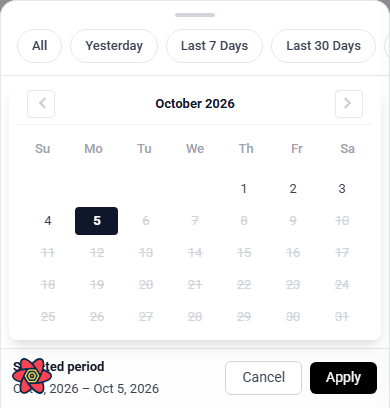 All Yesterday Last 7 Days Last 30 Days
October 2026
Su Mo Tu We Th Fr Sa
1 2 3
4 5 6 7 8 9 10
11 12 13 14 15 16 17
18 19 20 21 22 23 24
25 26 27 28 29 30 31
period
2026 – Oct 5, 2026
Cancel Apply